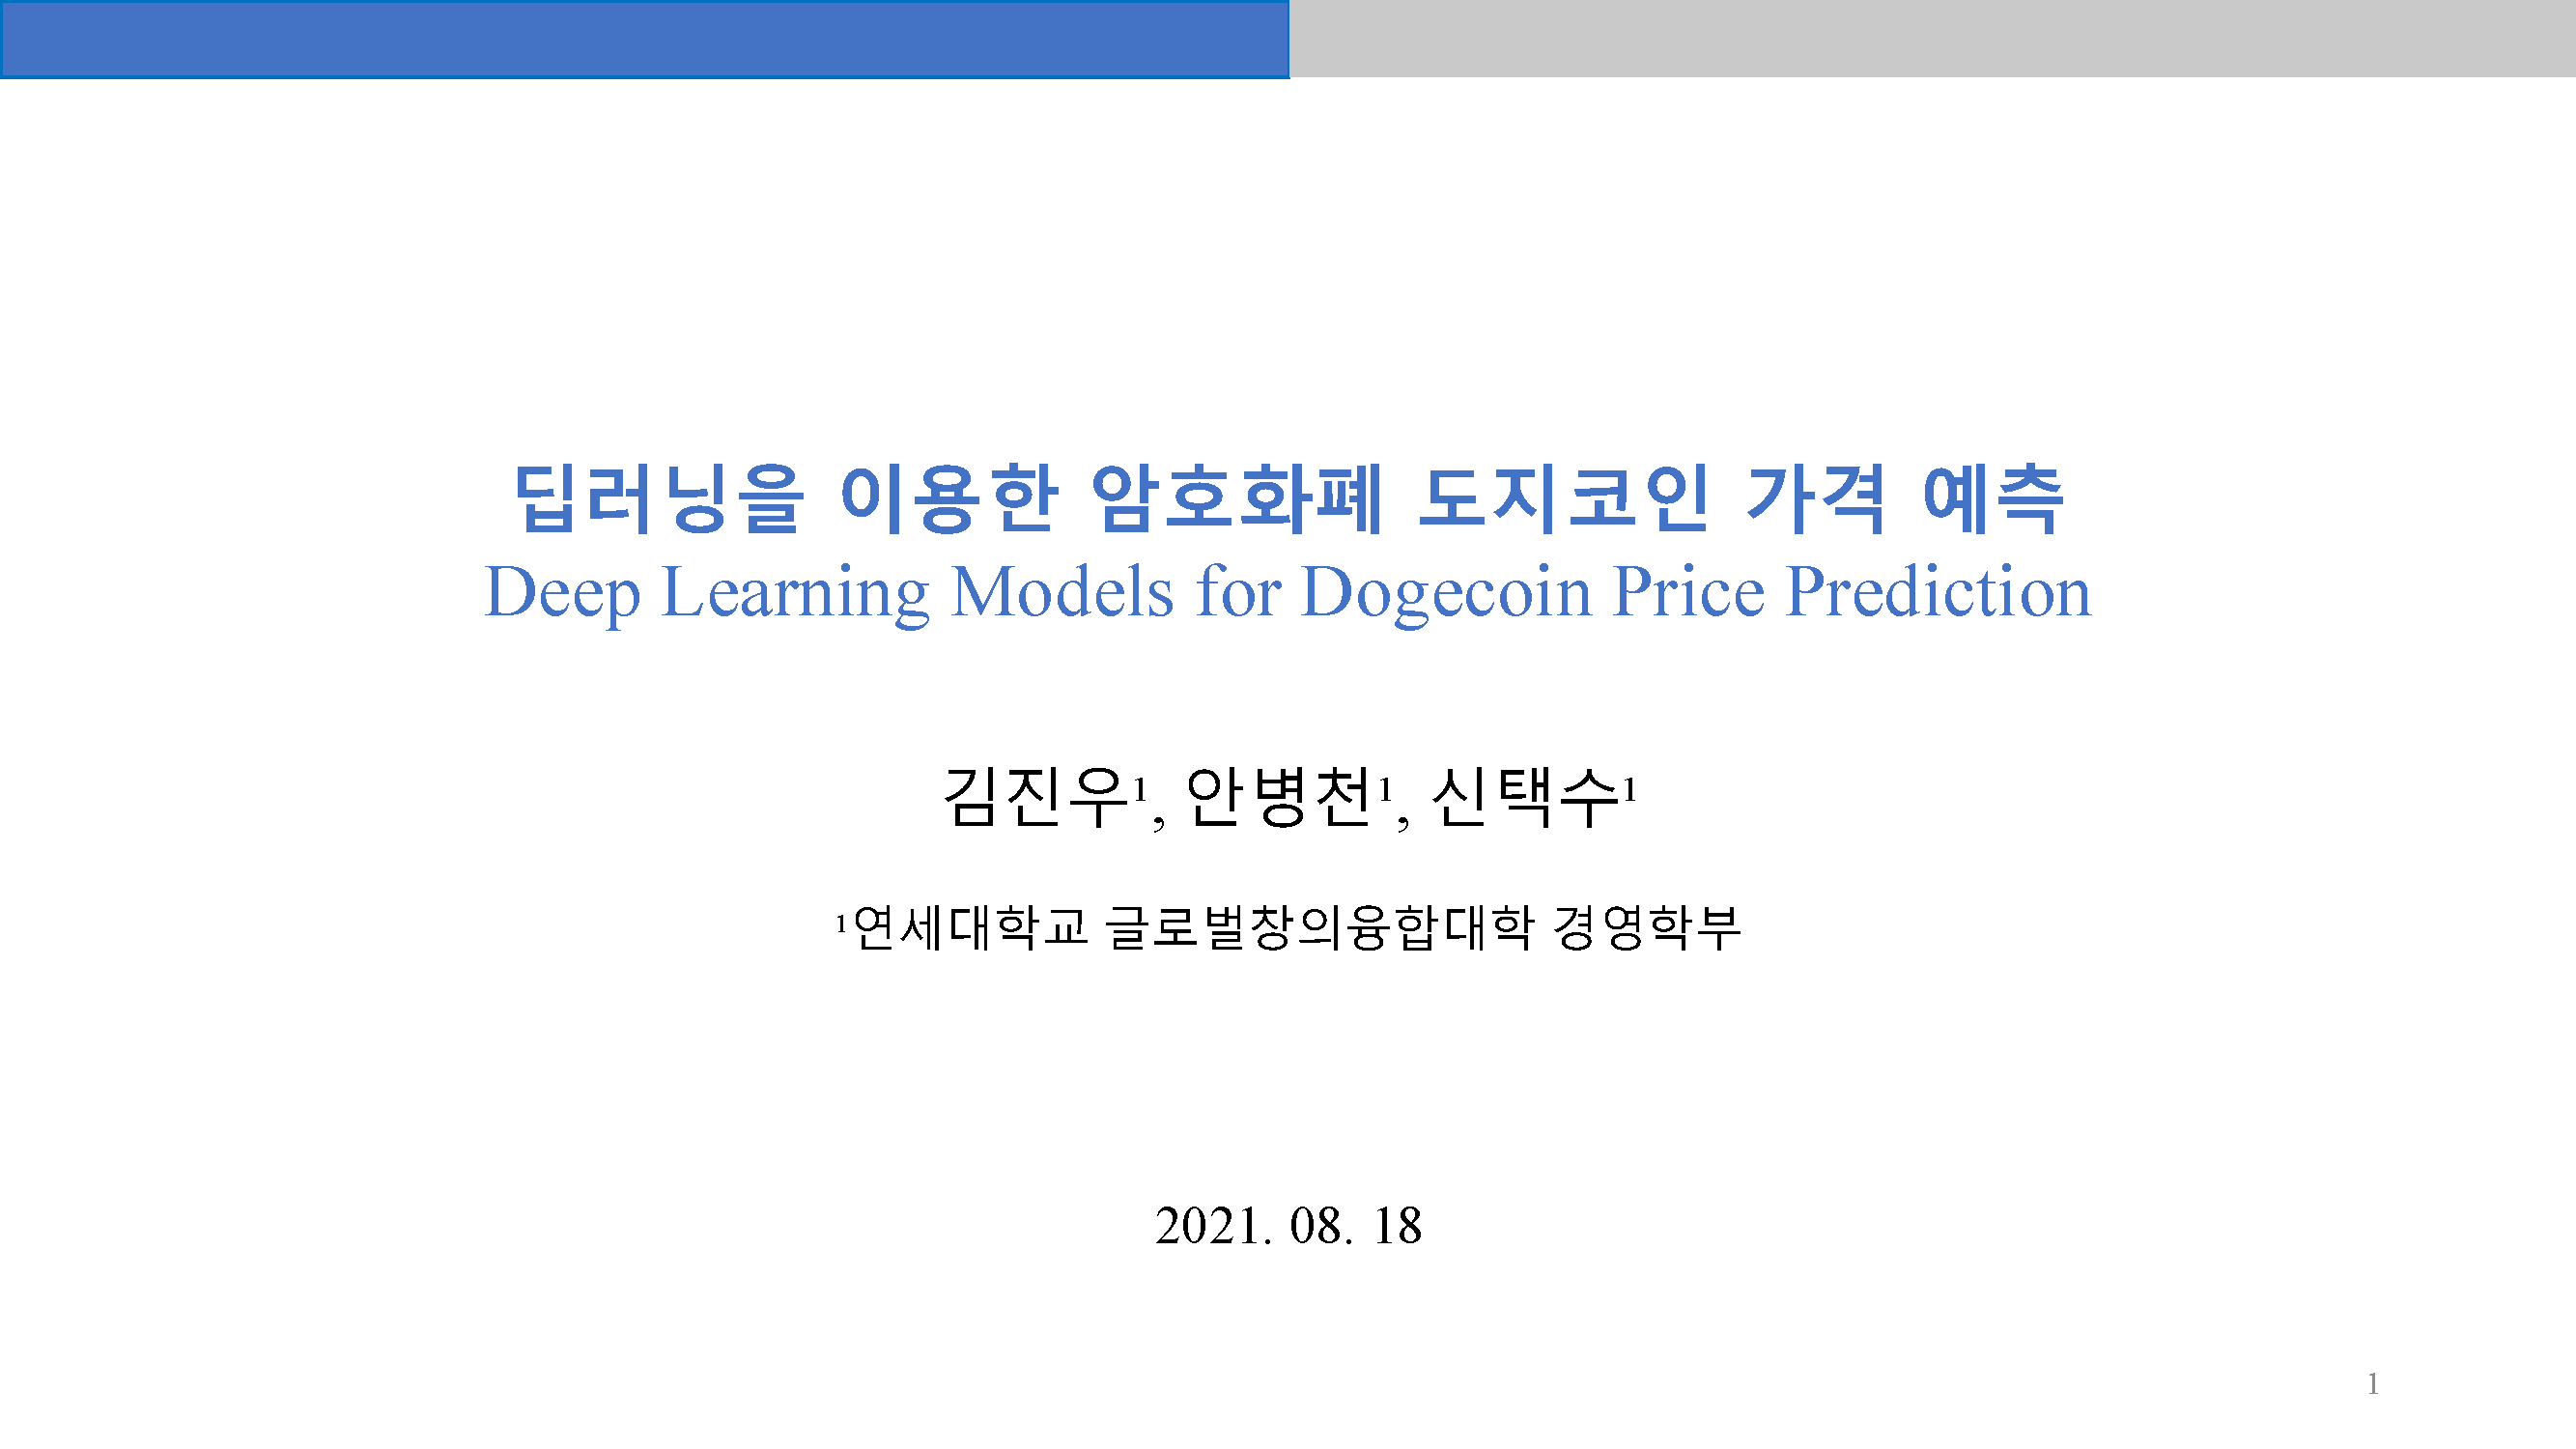 딥러닝을 이용한 암호화폐 도지코인 가격 예측
Deep Learning Models for Dogecoin Price Prediction
김진우¹, 안병천¹, 신택수¹
¹연세대학교 글로벌창의융합대학 경영학부
2021. 08. 18
1